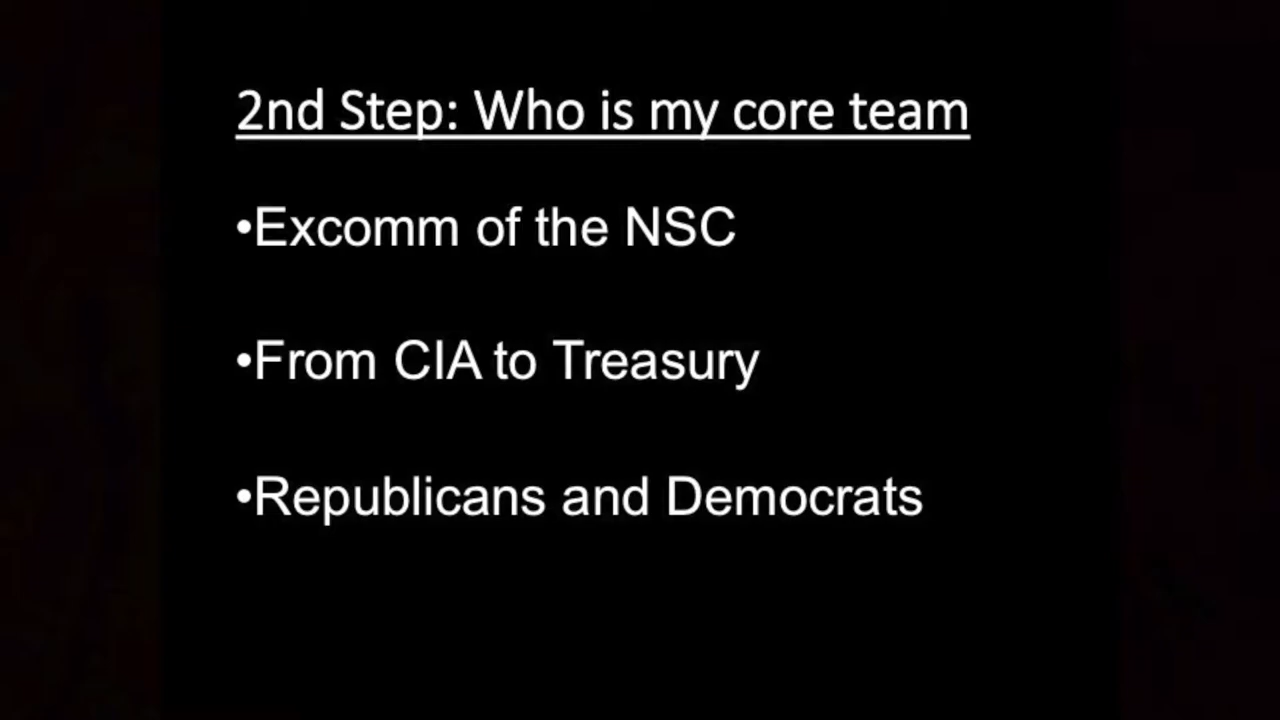 2nd Step: Who is my core team
•Excomm of the NSC
•From CIA to Treasury
•Republicans and Democrats